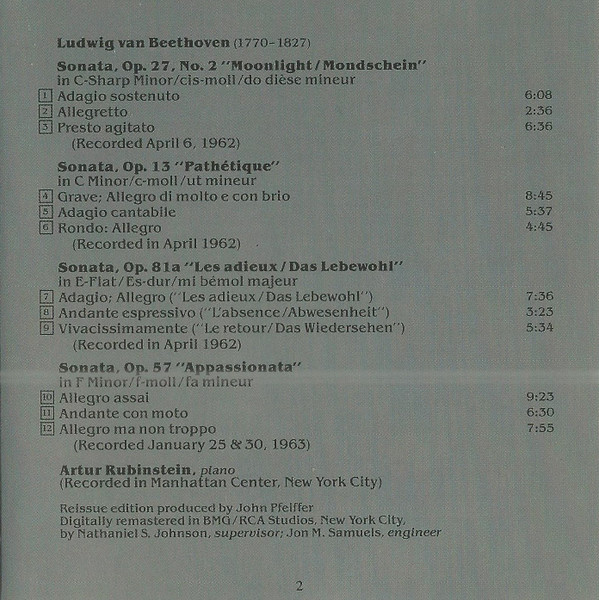 Ludwig van Beethoven (1770-1827)
Sonata, Op. 27, No. 2 "Moonlight/Mondschein"
in C-Sharp Minor/cis-moll/do dièse mineur
1 Adagio sostenuto 6:08
2 Allegretto 2:36
3 Presto agitato 6:36
(Recorded April 6, 1962)
Sonata, Op. 13 "Pathétique"
in C Minor/c-moll/ut mineur
4 Grave; Allegro di molto e con brio 8:45
5 Adagio cantabile 5:37
6 Rondo: Allegro 4:45
(Recorded in April 1962)
Sonata, Op. 81a "Les adieux/Das Lebewohl"
in E-Flat/Es-dur/mi bémol majeur
7 Adagio; Allegro ("Les adieux/Das Lebewohl") 7:36
8 Andante espressivo ("L'absence/Abwesenheit") 3:23
9 Vivacissimamente ("Le retour/Das Wiedersehen") 5:34
(Recorded in April 1962)
Sonata, Op. 57 "Appassionata"
in F Minor/f-moll/fa mineur
10 Allegro assai 9:23
11 Andante con moto 6:30
12 Allegro ma non troppo 7:55
(Recorded January 25 & 30, 1963)
Artur Rubinstein, piano
(Recorded in Manhattan Center, New York City)
Reissue edition produced by John Pfeiffer
Digitally remastered in BMG/RCA Studios, New York City,
by Nathaniel S. Johnson, supervisor; Jon M. Samuels, engineer
2